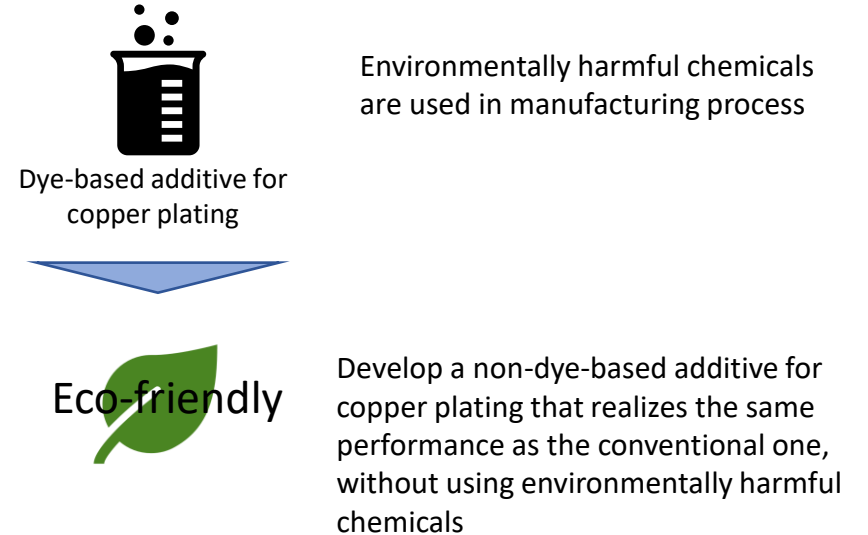 Environmentally harmful chemicals
are used in manufacturing process
Dye-based additive for
copper plating
Eco-friendly
Develop a non-dye-based additive for
copper plating that realizes the same
performance as the conventional one,
without using environmentally harmful
chemicals